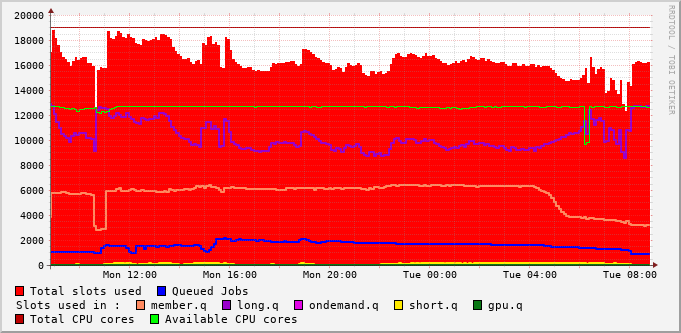 20000
18000
16000
14000
12000
10000
8000
6000
4000
2000
0
Mon 12:00 Mon 16:00 Mon 20:00 Tue 00:00 Tue 04:00 Tue 08:00
RRDTOOL / TOBI OETIKER
Total slots used Queued Jobs
Slots used in : member.q long.q ondemand.q short.q gpu.q
Total CPU cores Available CPU cores